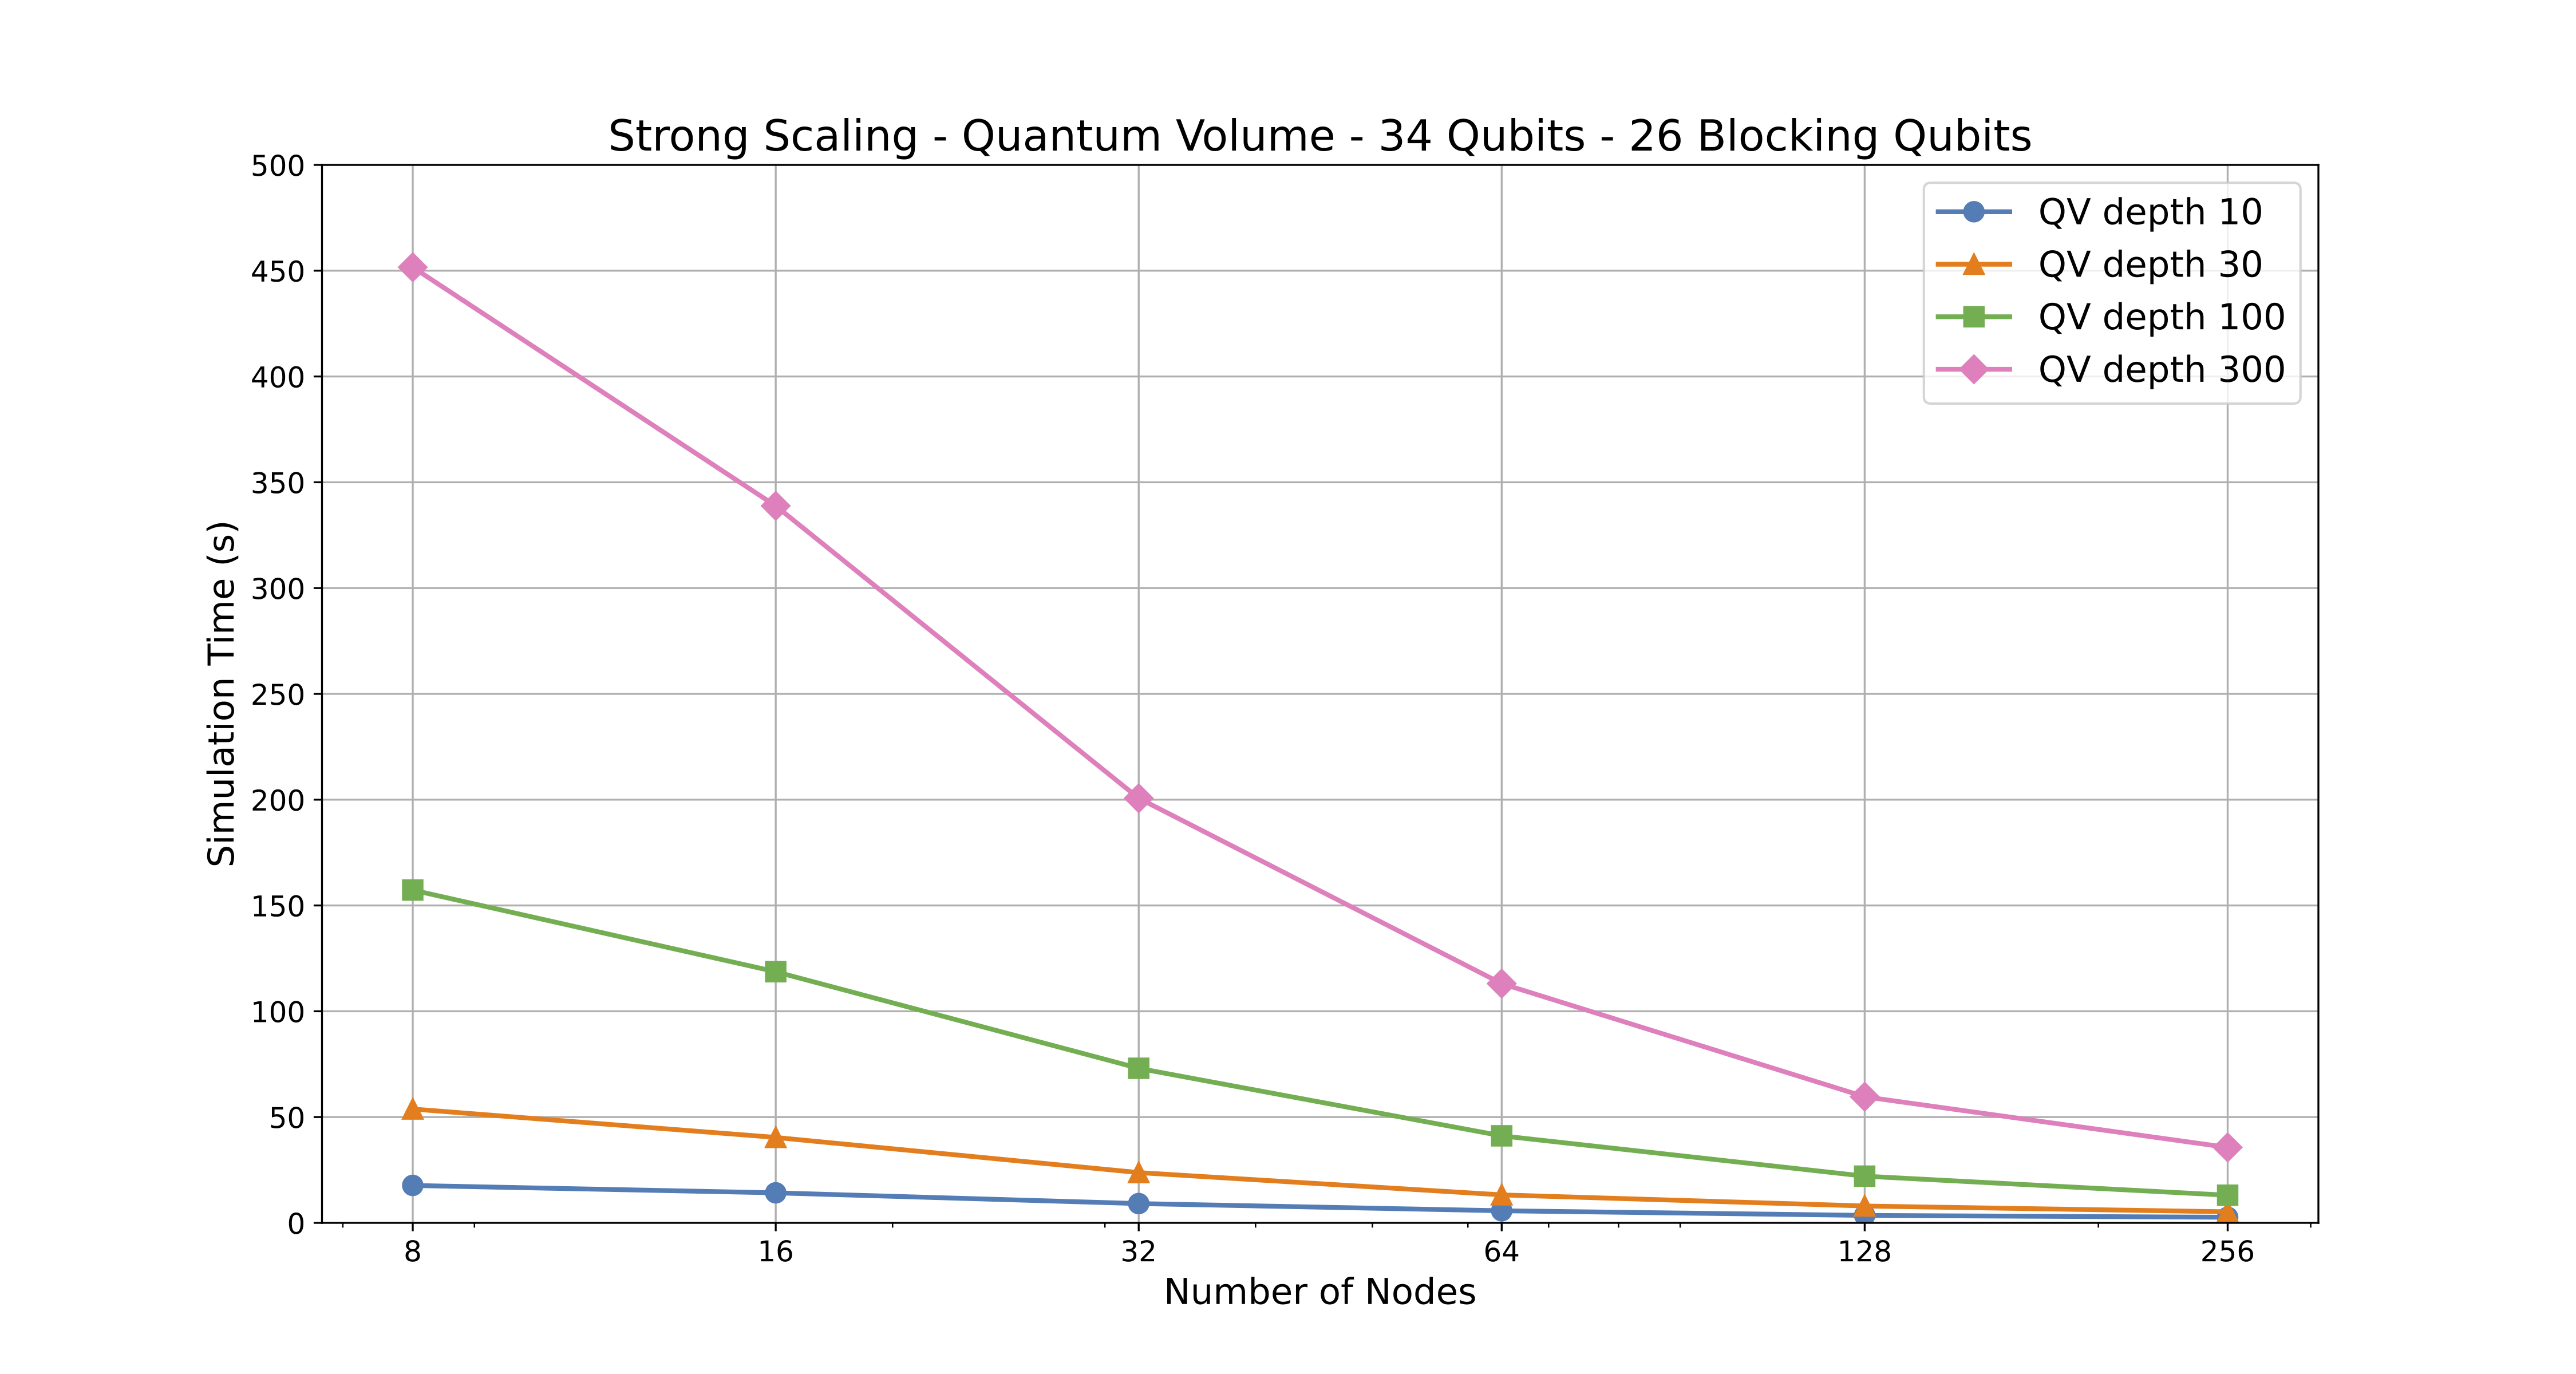 Strong Scaling - Quantum Volume - 34 Qubits - 26 Blocking Qubits
QV depth 10
QV depth 30
QV depth 100
QV depth 300
Simulation Time (s)
500
450
400
350
300
250
200
150
100
50
0
8 16 32 64 128 256
Number of Nodes